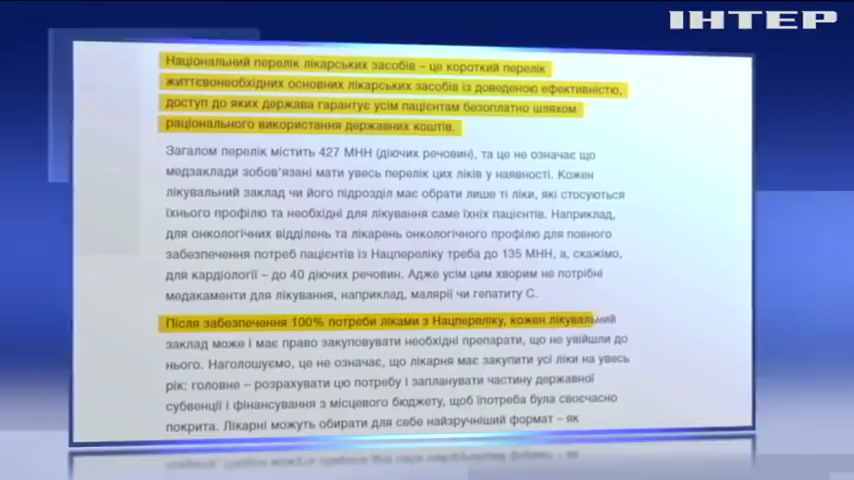 ІНТЕР
Національний перелік лікарських засобів – це короткий перелік
життєвонеобхідних основних лікарських засобів із доведеною ефективністю,
доступ до яких держава гарантує усім пацієнтам безоплатно шляхом
раціонального використання державних коштів.
Загалом перелік містить 427 МНН (діючих речовин), та це не означає що
медзаклади зобов'язані мати увесь перелік цих ліків у наявності. Кожен
лікувальний заклад чи його підрозділ має обрати лише ті ліки, які стосуються
їхнього профілю та необхідні для лікування саме їхніх пацієнтів. Наприклад,
для онкологічних відділень та лікарень онкологічного профілю для повного
забезпечення потреб пацієнтів із Нацпереліку треба до 135 МНН, а, скажімо,
для кардіології – до 40 діючих речовин. Адже усім цим хворим не потрібні
медакаменти для лікування, наприклад, малярії чи гепатиту С.
Після забезпечення 100% потреби ліками з Нацпереліку, кожен лікувальний
заклад може і має право закуповувати необхідні препарати, що не увійшли до
нього. Наголошуємо, це не означає, що лікарня має закупити усі ліки на увесь
рік: головне – розрахувати цю потребу і запланувати частину державної
субвенції і фінансування з місцевого бюджету, щоб їпотреба була своєчасно
покрита. Лікарні можуть обирати для себе найзручніший формат – як